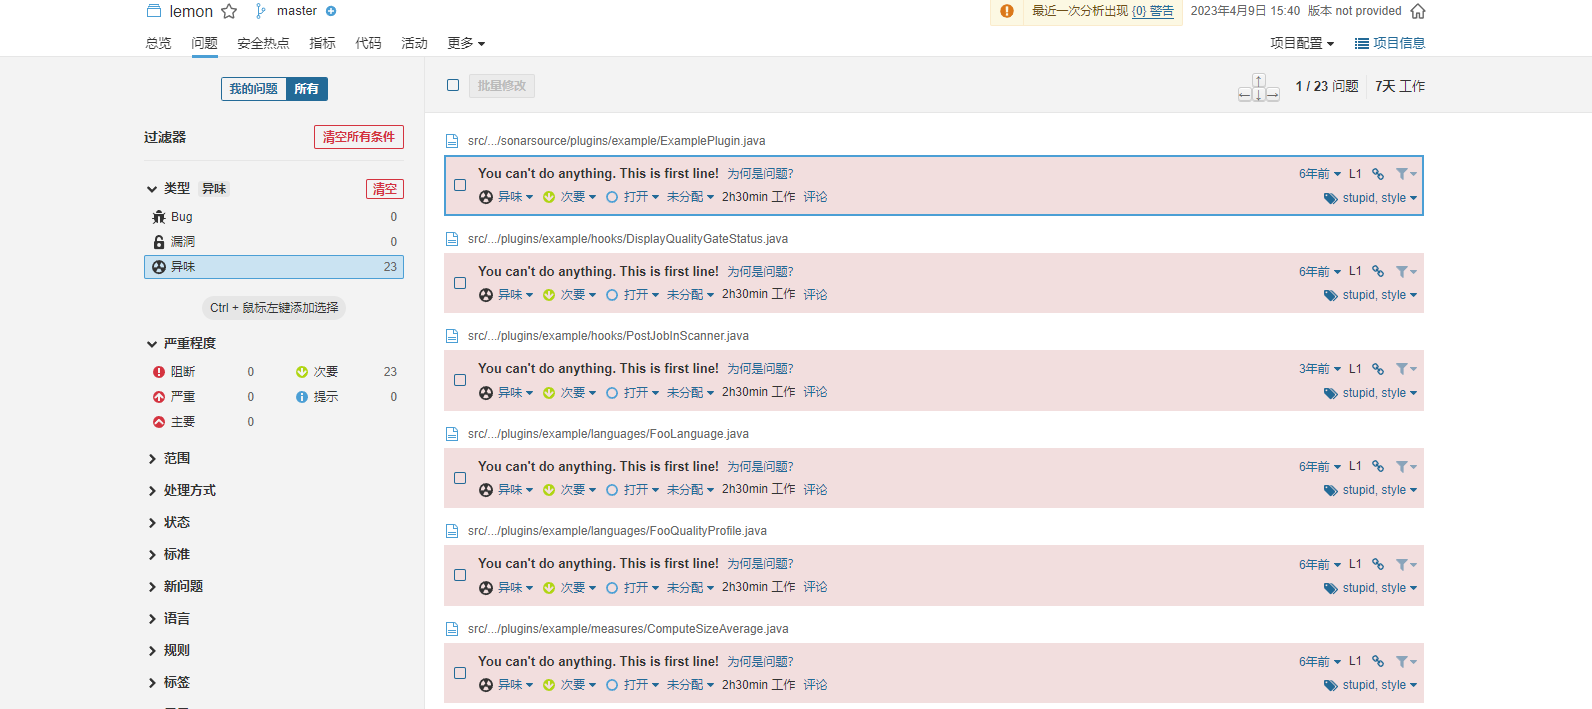 lemon master 最近一次分析出现 {0} 警告 2023年4月9日 15:40 版本 not provided
总览 问题 安全热点 指标 代码 活动 更多 项目配置 项目信息
我的问题 所有
批量修改 ↑ ← ↓ → 1 / 23 问题 7天 工作
过滤器 清空所有条件
类型 异味 清空
Bug 0
漏洞 0
异味 23
Ctrl + 鼠标左键添加选择
严重程度
阻断 0 次要 23
严重 0 提示 0
主要 0
范围
处理方式
状态
标准
新问题
语言
规则
标签
src/.../sonarsource/plugins/example/ExamplePlugin.java
You can't do anything. This is first line! 为何是问题? 6年前 L1
异味 次要 打开 未分配 2h30min 工作 评论 stupid, style
src/.../plugins/example/hooks/DisplayQualityGateStatus.java
You can't do anything. This is first line! 为何是问题? 6年前 L1
异味 次要 打开 未分配 2h30min 工作 评论 stupid, style
src/.../plugins/example/hooks/PostJobInScanner.java
You can't do anything. This is first line! 为何是问题? 3年前 L1
异味 次要 打开 未分配 2h30min 工作 评论 stupid, style
src/.../plugins/example/languages/FooLanguage.java
You can't do anything. This is first line! 为何是问题? 6年前 L1
异味 次要 打开 未分配 2h30min 工作 评论 stupid, style
src/.../plugins/example/languages/FooQualityProfile.java
You can't do anything. This is first line! 为何是问题? 6年前 L1
异味 次要 打开 未分配 2h30min 工作 评论 stupid, style
src/.../plugins/example/measures/ComputeSizeAverage.java
You can't do anything. This is first line! 为何是问题? 6年前 L1
异味 次要 打开 未分配 2h30min 工作 评论 stupid, style